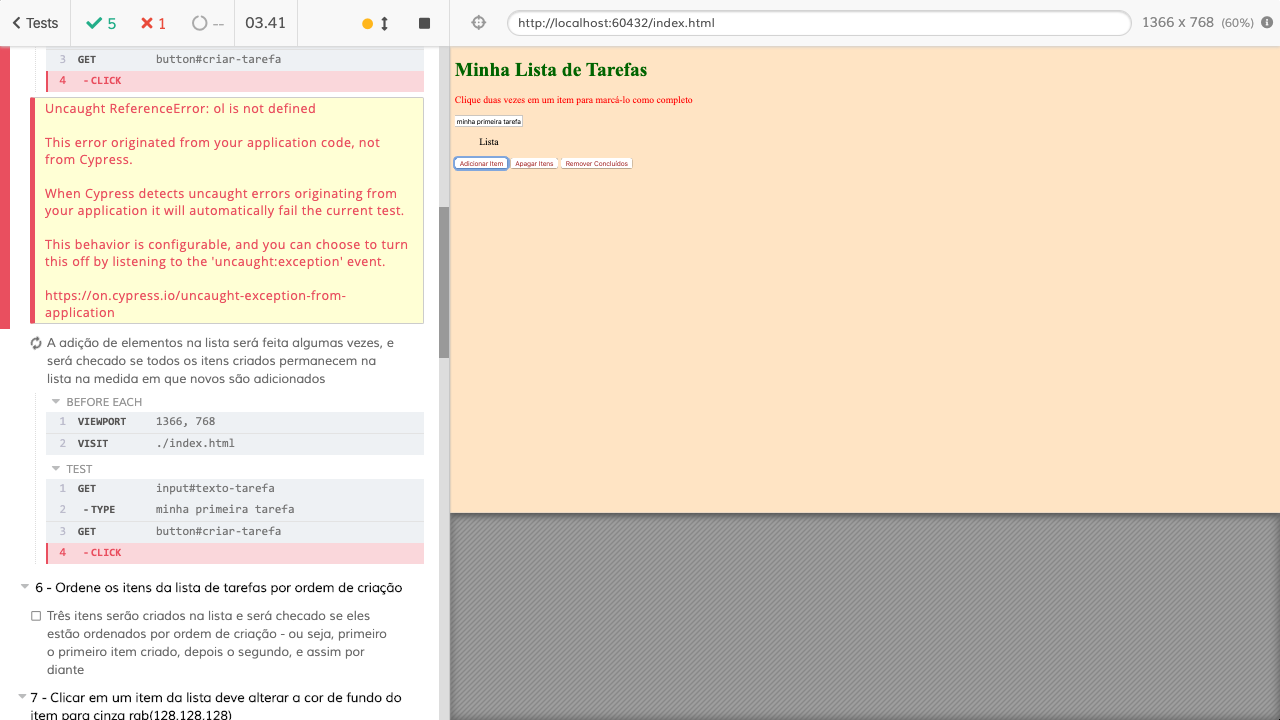 Tests
5
1
--
03.41
http://localhost:60432/index.html
1366 x 768 (60%)
3 GET button#criar-tarefa
4 -CLICK
Uncaught ReferenceError: ol is not defined
This error originated from your application code, not
from Cypress.
When Cypress detects uncaught errors originating from
your application it will automatically fail the current test.
This behavior is configurable, and you can choose to turn
this off by listening to the 'uncaught:exception' event.
https://on.cypress.io/uncaught-exception-from-
application
A adição de elementos na lista será feita algumas vezes, e
será checado se todos os itens criados permanecem na
lista na medida em que novos são adicionados
BEFORE EACH
1 VIEWPORT 1366, 768
2 VISIT ./index.html
TEST
1 GET input#texto-tarefa
2 -TYPE minha primeira tarefa
3 GET button#criar-tarefa
4 -CLICK
6 - Ordene os itens da lista de tarefas por ordem de criação
Três itens serão criados na lista e será checado se eles
estão ordenados por ordem de criação - ou seja, primeiro
o primeiro item criado, depois o segundo, e assim por
diante
7 - Clicar em um item da lista deve alterar a cor de fundo do
item para cinza rgb(128,128,128)
Minha Lista de Tarefas
Clique duas vezes em um item para marcá-lo como completo
minha primeira tarefa
Lista
Adicionar Item Apagar Itens Remover Concluídos